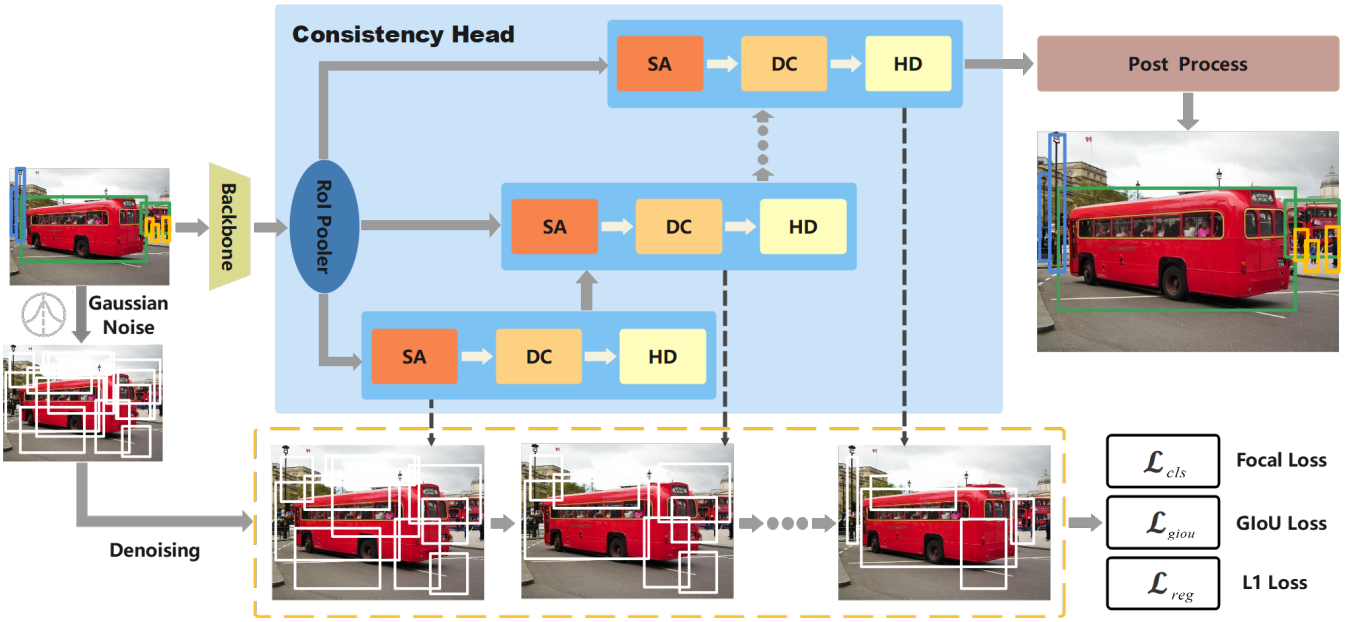 Consistency Head
SA
DC
HD
Post Process
Backbone
RoI Pooler
SA
DC
HD
Gaussian
Noise
SA
DC
HD
Denoising
ℒcls
Focal Loss
ℒgiou
GIoU Loss
ℒreg
L1 Loss